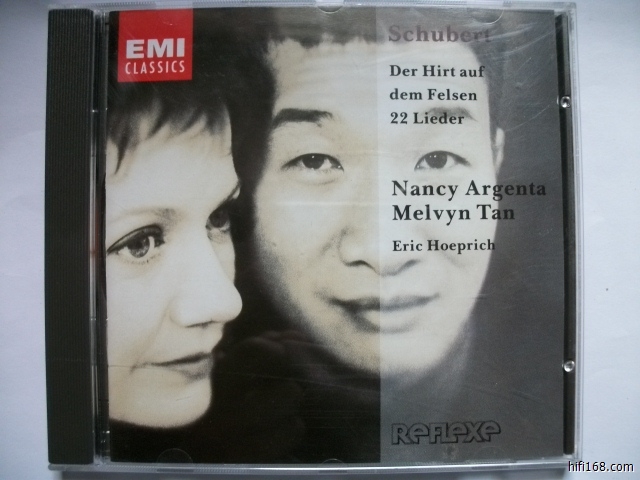 EMI
CLASSICS
Schubert
Der Hirt auf
dem Felsen
22 Lieder
Nancy Argenta
Melvyn Tan
Eric Hoeprich
REFLEXE
hifi168.com